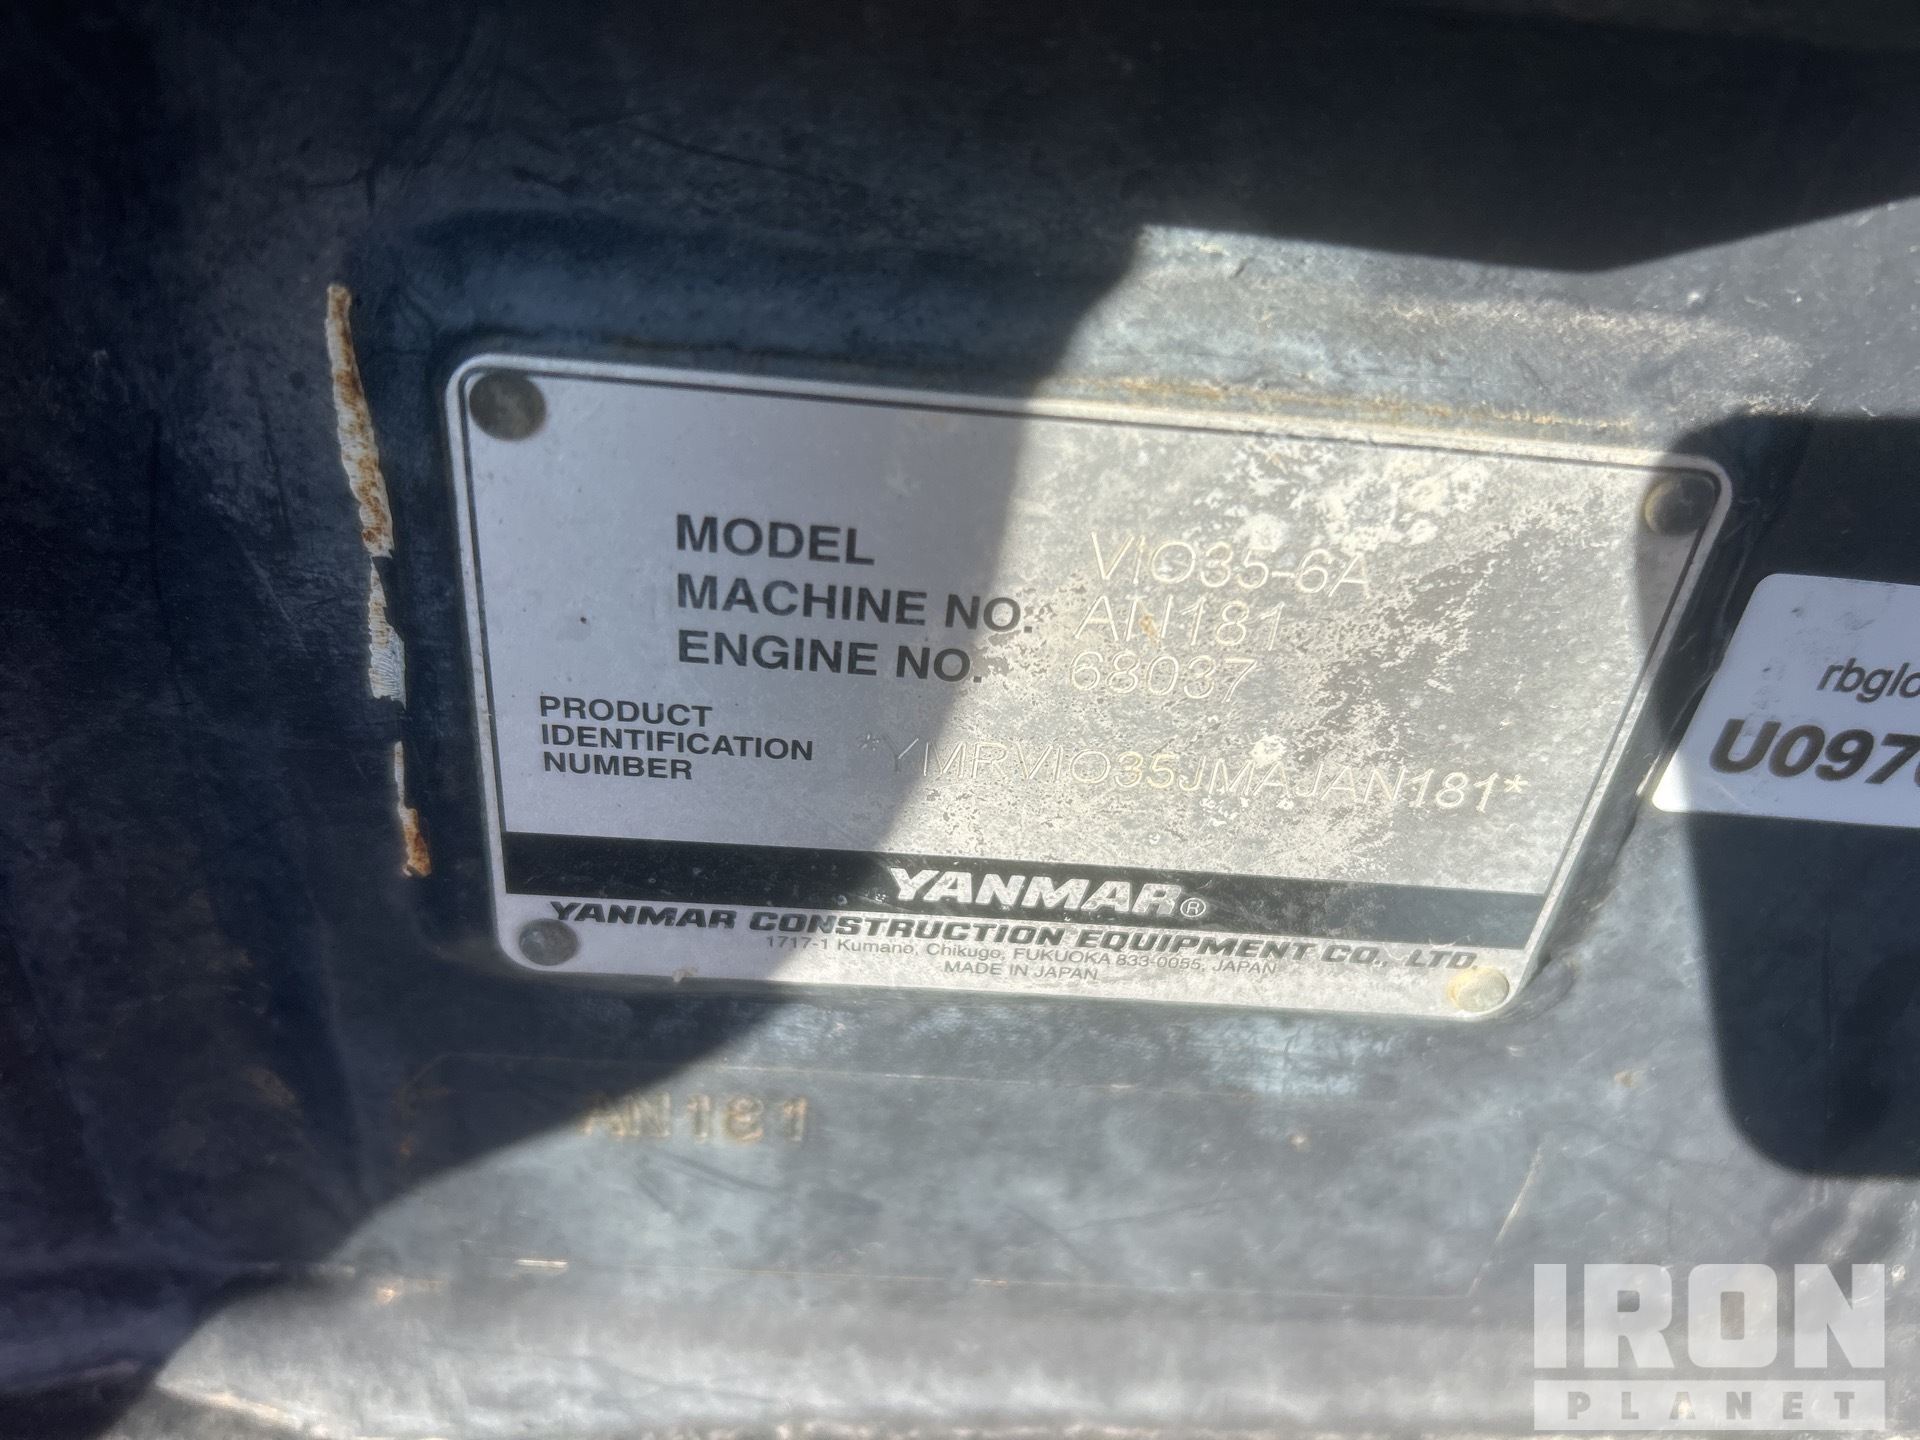 MODEL VIO35-6A
MACHINE NO. AN181
ENGINE NO. 68037
PRODUCT
IDENTIFICATION
NUMBER
*YMRVIO35JMAJAN181*
YANMAR®
YANMAR CONSTRUCTION EQUIPMENT CO., LTD.
1717-1 Kumano, Chikugo, FUKUOKA 833-0055, JAPAN
MADE IN JAPAN
AN181
rbglo
U097
IRON
PLANET